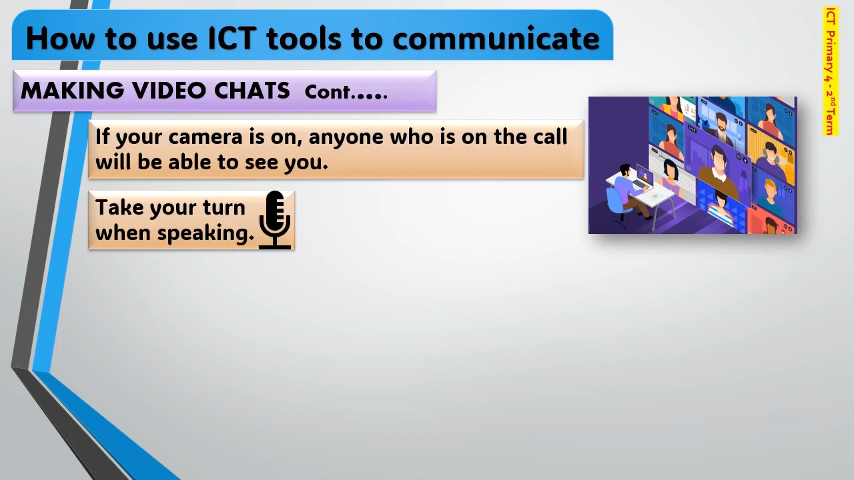 How to use ICT tools to communicate
MAKING VIDEO CHATS Cont.....
If your camera is on, anyone who is on the call
will be able to see you.
Take your turn
when speaking.
ICT Primary 4 - 2nd Term